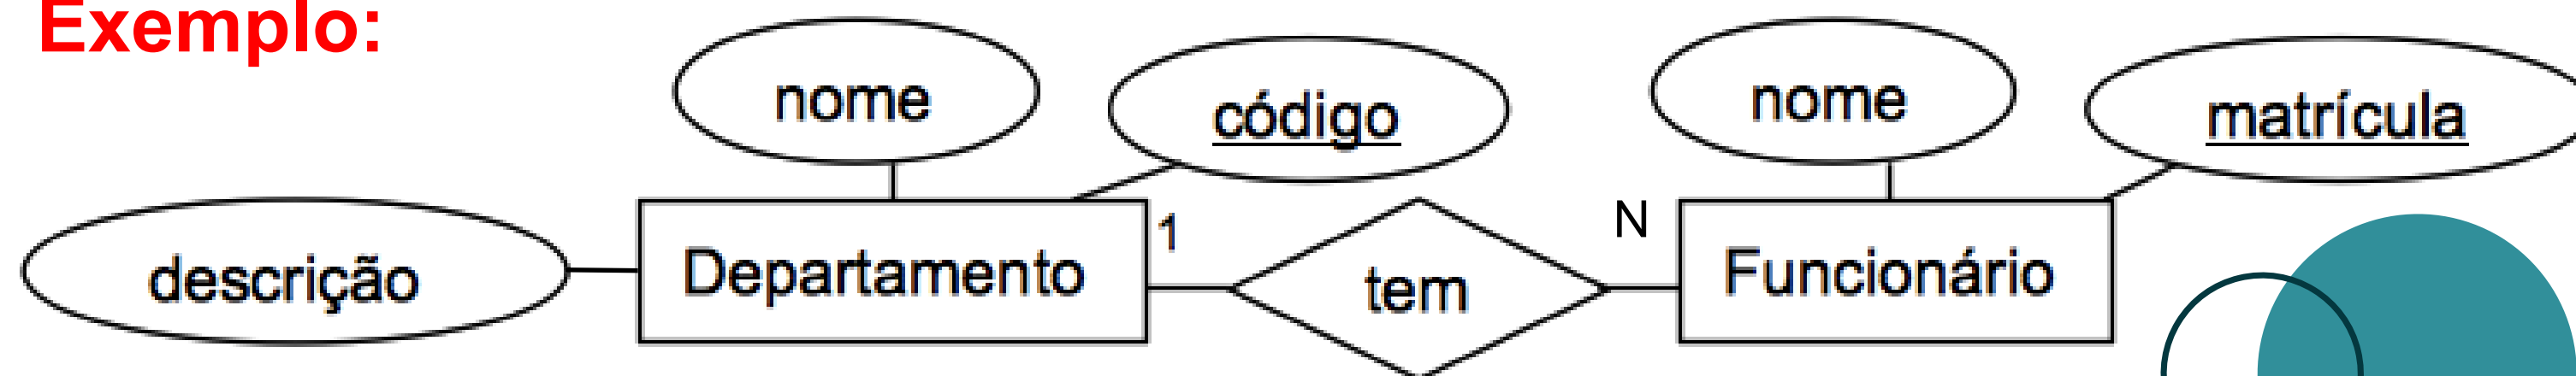 Exemplo:
nome
código
nome
matrícula
descrição
Departamento
1
tem
N
Funcionário